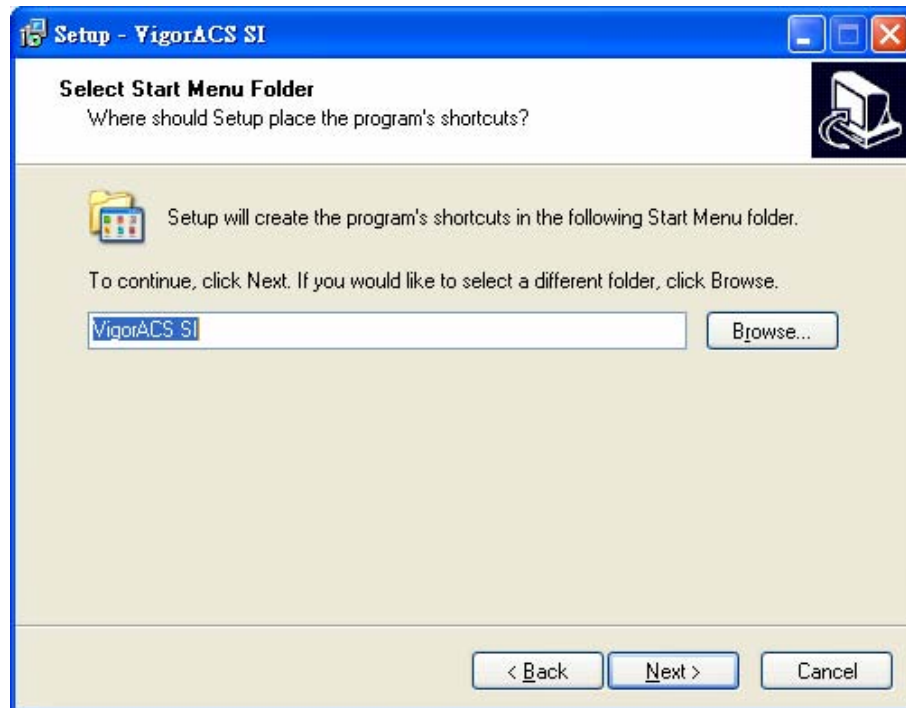 Setup - VigorACS SI
Select Start Menu Folder
Where should Setup place the program's shortcuts?
Setup will create the program's shortcuts in the following Start Menu folder.
To continue, click Next. If you would like to select a different folder, click Browse.
VigorACS SI
Browse...
< Back
Next >
Cancel